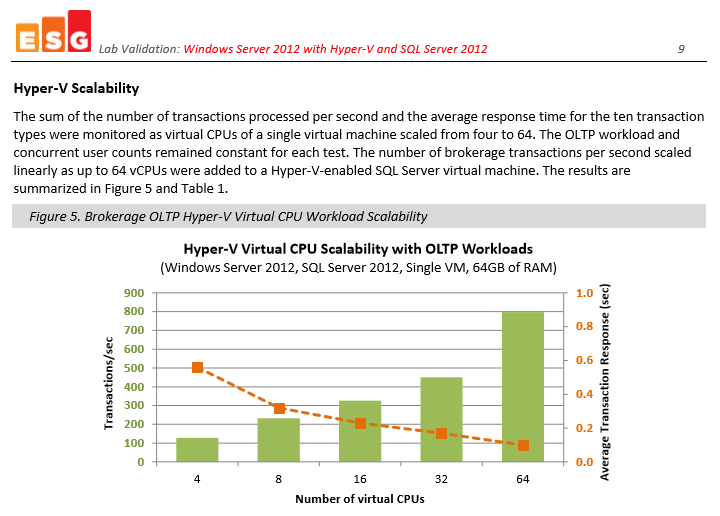 ESG
Lab Validation: Windows Server 2012 with Hyper-V and SQL Server 2012 9
Hyper-V Scalability
The sum of the number of transactions processed per second and the average response time for the ten transaction
types were monitored as virtual CPUs of a single virtual machine scaled from four to 64. The OLTP workload and
concurrent user counts remained constant for each test. The number of brokerage transactions per second scaled
linearly as up to 64 vCPUs were added to a Hyper-V-enabled SQL Server virtual machine. The results are
summarized in Figure 5 and Table 1.
Figure 5. Brokerage OLTP Hyper-V Virtual CPU Workload Scalability
Hyper-V Virtual CPU Scalability with OLTP Workloads
(Windows Server 2012, SQL Server 2012, Single VM, 64GB of RAM)
Transactions/sec
900
800
700
600
500
400
300
200
100
0
1.0
0.8
0.6
0.4
0.2
0.0
Average Transaction Response (sec)
4 8 16 32 64
Number of virtual CPUs